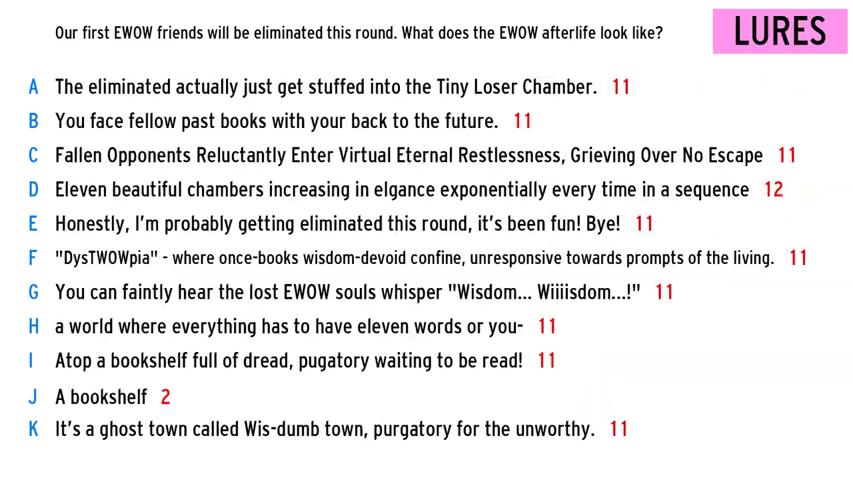 Our first EWOW friends will be eliminated this round. What does the EWOW afterlife look like?
LURES
A The eliminated actually just get stuffed into the Tiny Loser Chamber. 11
B You face fellow past books with your back to the future. 11
C Fallen Opponents Reluctantly Enter Virtual Eternal Restlessness, Grieving Over No Escape 11
D Eleven beautiful chambers increasing in elgance exponentially every time in a sequence 12
E Honestly, I'm probably getting eliminated this round, it's been fun! Bye! 11
F "DysTWOWpia" - where once-books wisdom-devoid confine, unresponsive towards prompts of the living. 11
G You can faintly hear the lost EWOW souls whisper "Wisdom... Wiiiisdom...!" 11
H a world where everything has to have eleven words or you- 11
I Atop a bookshelf full of dread, pugatory waiting to be read! 11
J A bookshelf 2
K It's a ghost town called Wis-dumb town, purgatory for the unworthy. 11